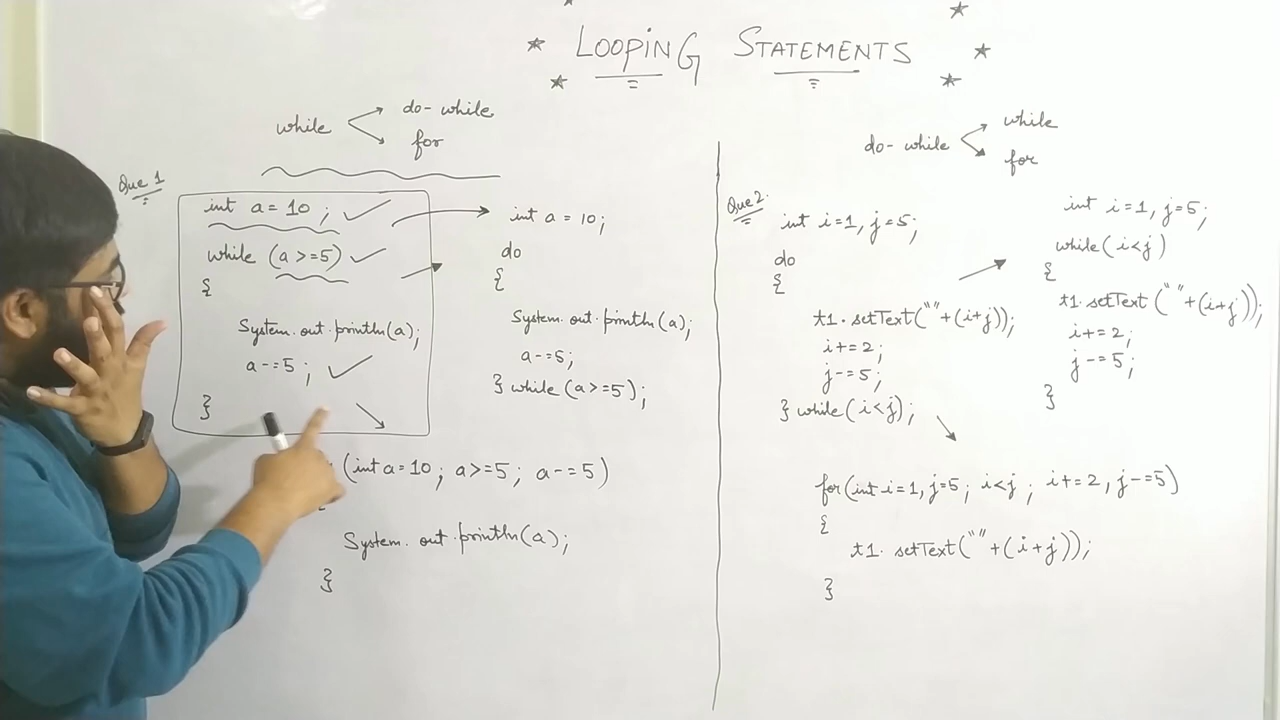 LOOPING STATEMENTS
while
do-while
for
Que 1
int a = 10 ;
while (a >=5)
{
System.out.println(a);
a-=5 ;
}
int a = 10;
do
{
System.out.println(a);
a-=5;
} while (a>=5);
(int a=10 ; a>=5 ; a-=5)
{
System.out.println(a);
}
do-while
while
for
Que 2.
int i=1, j=5;
do
{
t1.setText(""+(i+j));
i+=2;
j-=5;
} while(i<j);
int i=1, j=5;
while(i<j)
{
t1.setText(""+(i+j));
i+=2;
j-=5;
}
for(int i=1, j=5; i<j ; i+=2, j-=5)
{
t1.setText(""+(i+j));
}